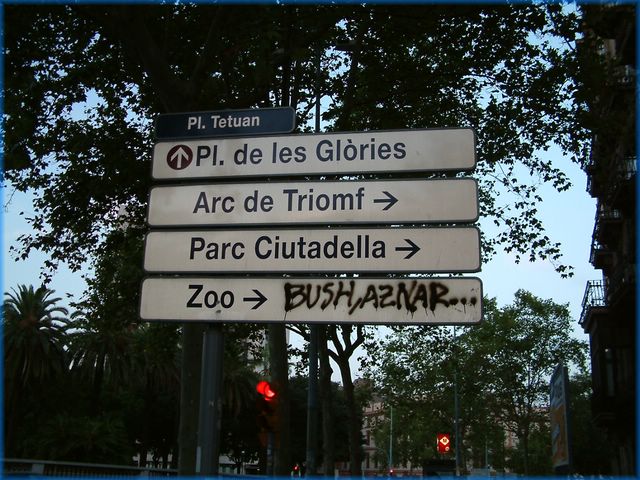 Pl. Tetuan
Pl. de les Glòries
Arc de Triomf →
Parc Ciutadella →
Zoo → BUSH, AZNAR...